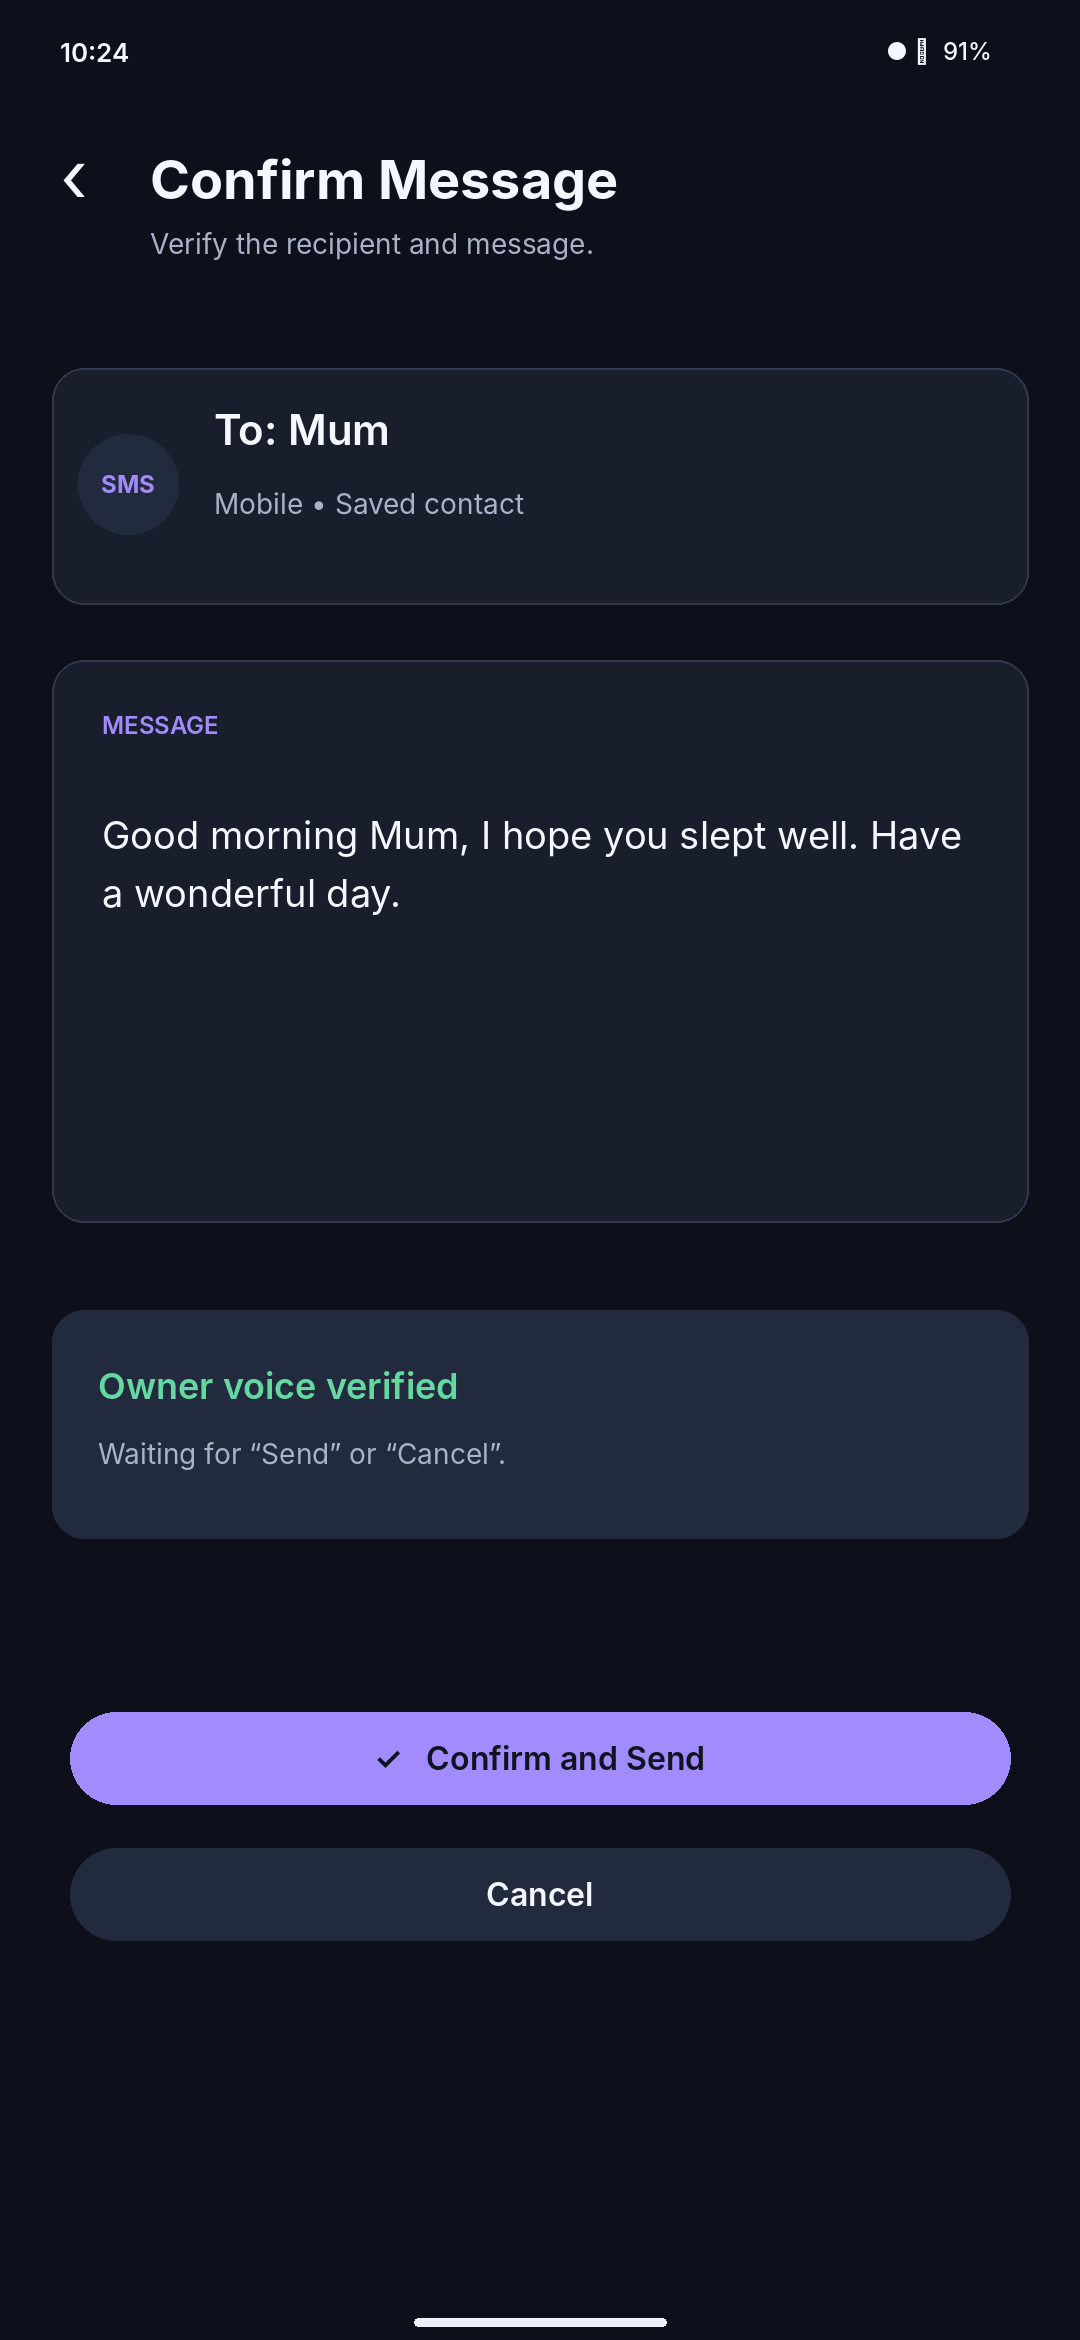 10:24
91%
Confirm Message
Verify the recipient and message.
To: Mum
SMS
Mobile • Saved contact
MESSAGE
Good morning Mum, I hope you slept well. Have
a wonderful day.
Owner voice verified
Waiting for “Send” or “Cancel”.
✓ Confirm and Send
Cancel